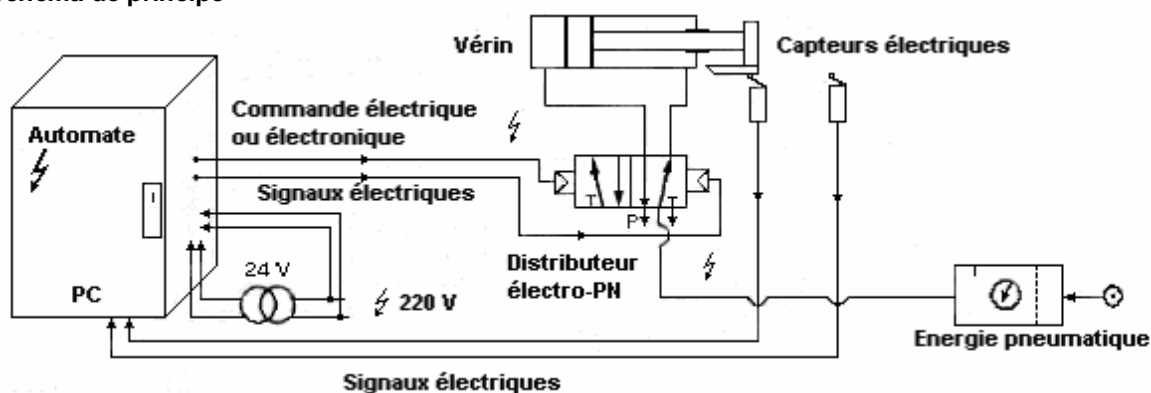 Schéma de principe
Vérin
Capteurs électriques
Commande électrique
ou électronique
Automate
Signaux électriques
T
P
T
24 V
Distributeur
électro-PN
PC
220 V
Energie pneumatique
Signaux électriques